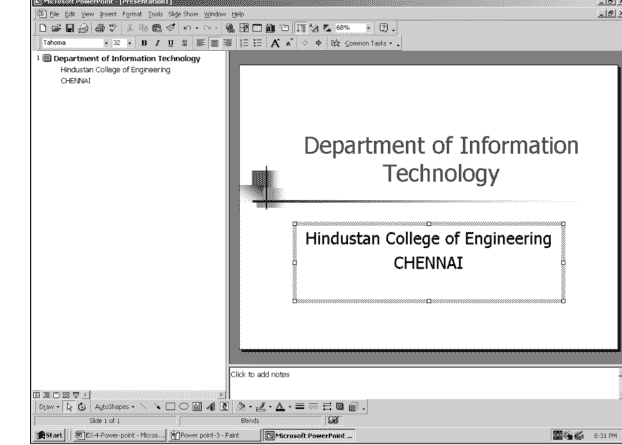 Microsoft PowerPoint - [Presentation1]
File Edit View Insert Format Tools Slide Show Window Help
68%
Tahoma 32 B I U S Common Tasks
1 Department of Information Technology
Hindustan College of Engineering
CHENNAI
Department of Information
Technology
Hindustan College of Engineering
CHENNAI
Click to add notes
Draw AutoShapes
Slide 1 of 1 Blends
Start EX-4-Power-point - Micros... Power point-3 - Paint Microsoft PowerPoint ... 8:31 PM